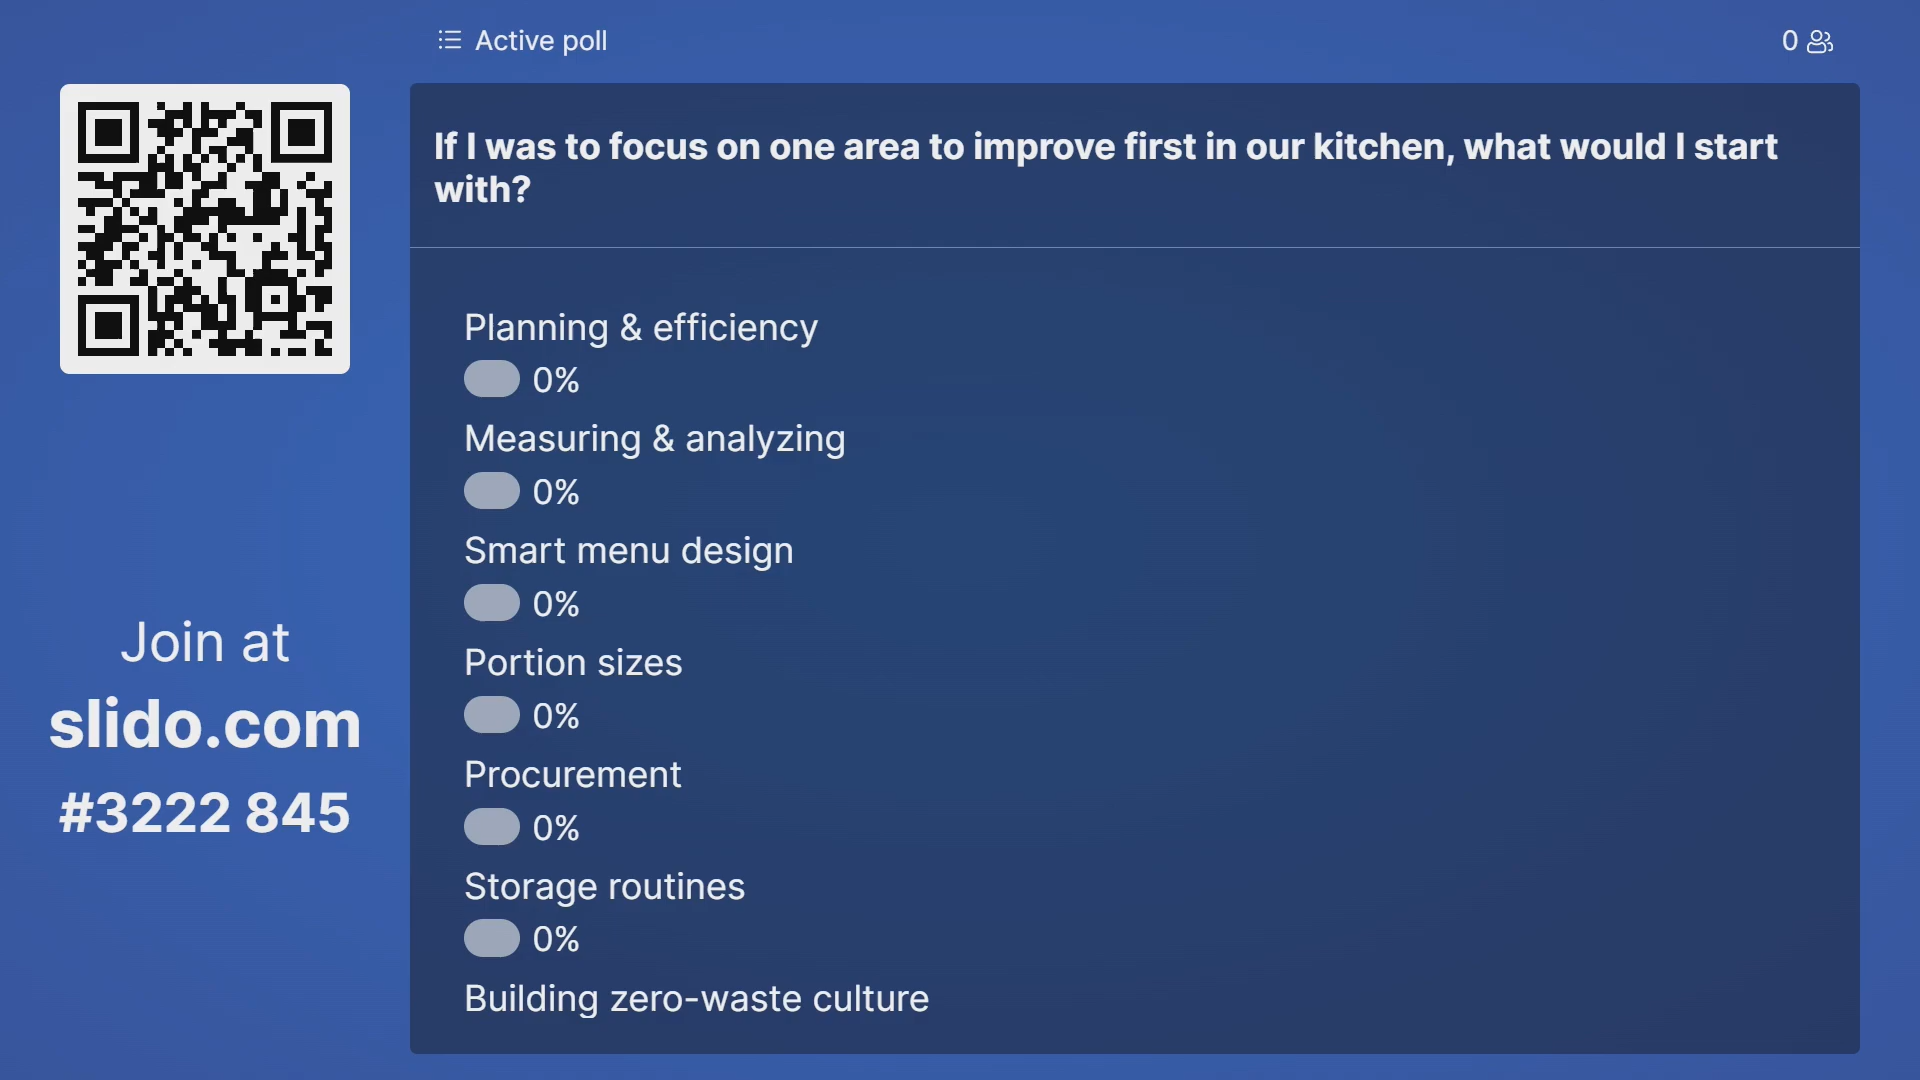 Active poll
0
If I was to focus on one area to improve first in our kitchen, what would I start
with?
Planning & efficiency
0%
Measuring & analyzing
0%
Smart menu design
0%
Portion sizes
0%
Procurement
0%
Storage routines
0%
Building zero-waste culture
Join at
slido.com
#3222 845